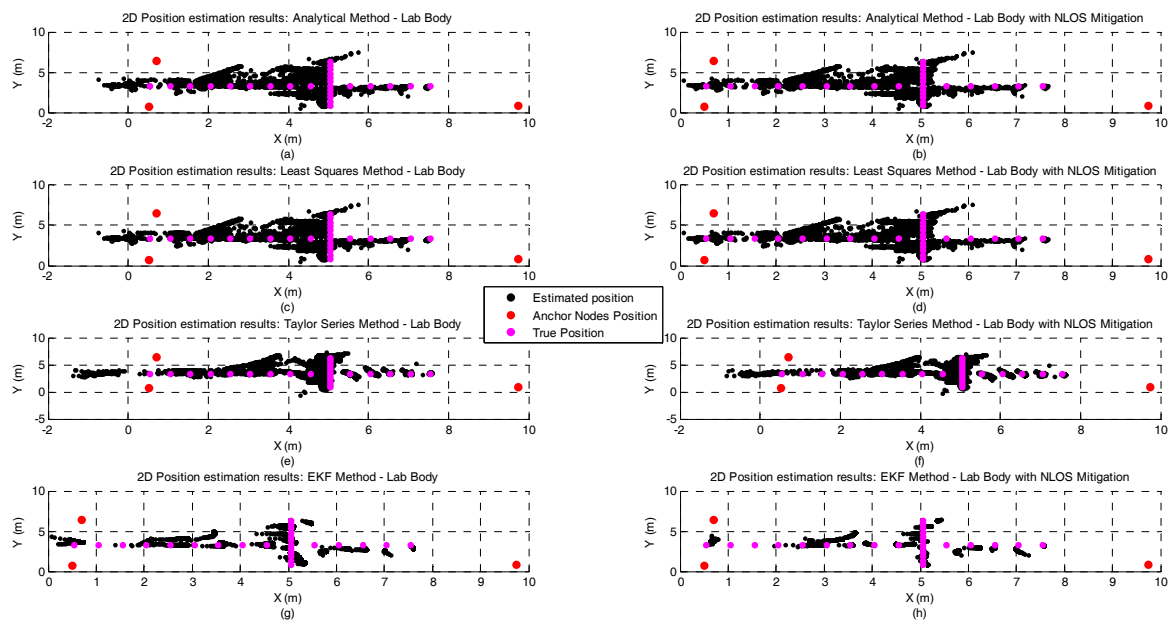 2D Position estimation results: Analytical Method - Lab Body
10
5
0
Y (m)
-2 0 2 4 6 8 10
X (m)
(a)
2D Position estimation results: Analytical Method - Lab Body with NLOS Mitigation
10
5
0
Y (m)
0 1 2 3 4 5 6 7 8 9 10
X (m)
(b)
2D Position estimation results: Least Squares Method - Lab Body
10
5
0
Y (m)
-2 0 2 4 6 8 10
X (m)
(c)
2D Position estimation results: Least Squares Method - Lab Body with NLOS Mitigation
10
5
0
Y (m)
0 1 2 3 4 5 6 7 8 9 10
X (m)
(d)
Estimated position
Anchor Nodes Position
True Position
2D Position estimation results: Taylor Series Method - Lab Body
10
5
0
-5
Y (m)
-2 0 2 4 6 8 10
X (m)
(e)
2D Position estimation results: Taylor Series Method - Lab Body with NLOS Mitigation
10
5
0
-5
Y (m)
-2 0 2 4 6 8 10
X (m)
(f)
2D Position estimation results: EKF Method - Lab Body
10
5
0
Y (m)
0 1 2 3 4 5 6 7 8 9 10
X (m)
(g)
2D Position estimation results: EKF Method - Lab Body with NLOS Mitigation
10
5
0
Y (m)
0 1 2 3 4 5 6 7 8 9 10
X (m)
(h)